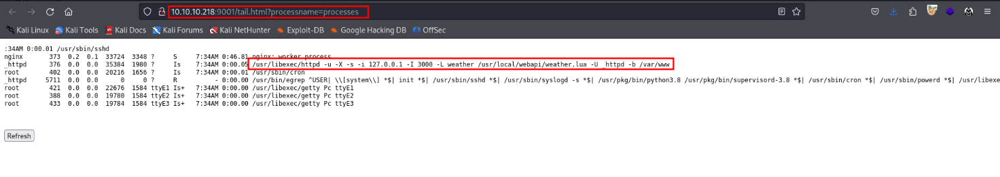 10.10.10.218:9001/tail.html?processname=processes
Kali Linux Kali Tools Kali Docs Kali Forums Kali NetHunter Exploit-DB Google Hacking DB OffSec
:34AM 0:00.01 /usr/sbin/sshd
nginx 373 0.2 0.1 33724 3348 ? S 7:34AM 0:46.81 nginx: worker process
_httpd 376 0.0 0.0 35384 1980 ? Is 7:34AM 0:00.05 /usr/libexec/httpd -u -X -s -i 127.0.0.1 -I 3000 -L weather /usr/local/webapi/weather.lua -U _httpd -b /var/www
root 402 0.0 0.0 20216 1656 ? Is 7:34AM 0:00.01 /usr/sbin/cron
_httpd 5711 0.0 0.0 0 0 ? R - 0:00.00 /usr/bin/egrep ^USER| \\[system\\] *$| init *$| /usr/sbin/sshd *$| /usr/sbin/syslogd -s *$| /usr/pkg/bin/python3.8 /usr/pkg/bin/supervisord-3.8 *$| /usr/sbin/cron *$| /usr/sbin/powerd *$| /usr/libexe
root 421 0.0 0.0 22676 1584 ttyE1 Is+ 7:34AM 0:00.00 /usr/libexec/getty Pc ttyE1
root 388 0.0 0.0 19780 1584 ttyE2 Is+ 7:34AM 0:00.00 /usr/libexec/getty Pc ttyE2
root 433 0.0 0.0 19784 1584 ttyE3 Is+ 7:34AM 0:00.00 /usr/libexec/getty Pc ttyE3
Refresh